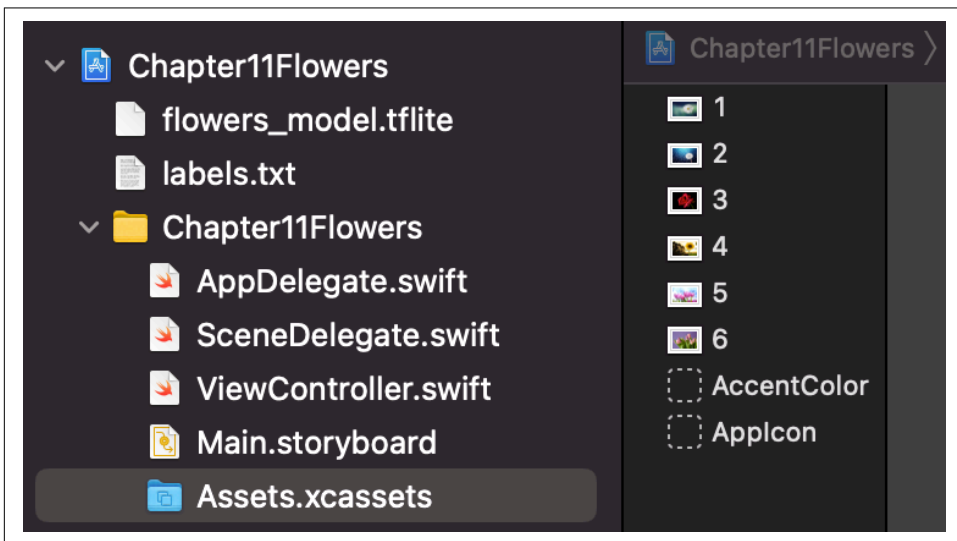 Chapter11Flowers
flowers_model.tflite
labels.txt
Chapter11Flowers
AppDelegate.swift
SceneDelegate.swift
ViewController.swift
Main.storyboard
Assets.xcassets
Chapter11Flowers
1
2
3
4
5
6
AccentColor
AppIcon